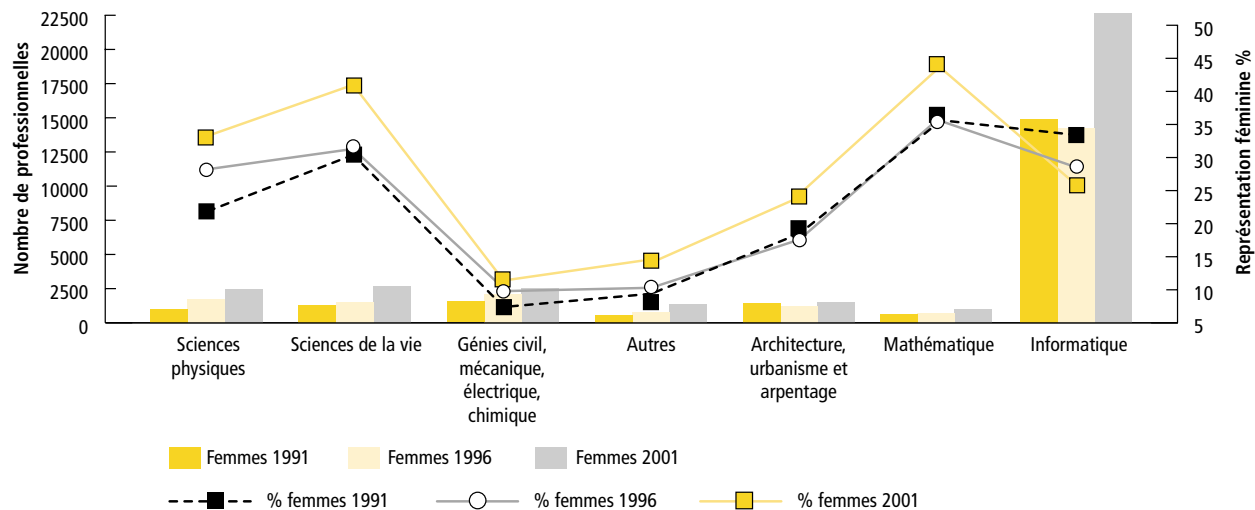 Nombre de professionnelles
22500
20000
17500
15000
12500
10000
7500
5000
2500
0
Représentation féminine %
50
45
40
35
30
25
20
15
10
5
Sciences
physiques
Sciences de la vie
Génies civil,
mécanique,
électrique,
chimique
Autres
Architecture,
urbanisme et
arpentage
Mathématique
Informatique
Femmes 1991
Femmes 1996
Femmes 2001
% femmes 1991
% femmes 1996
% femmes 2001